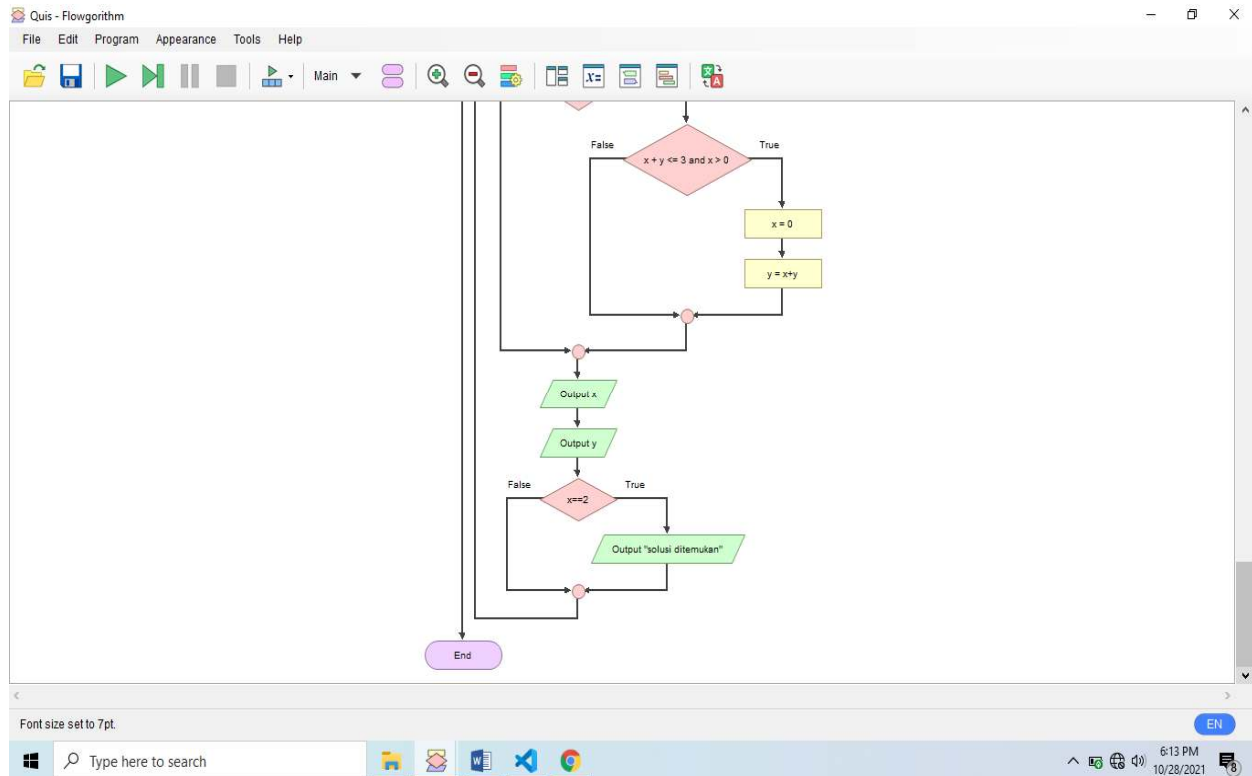 Quis - Flowgorithm
File Edit Program Appearance Tools Help
Main
False
True
x + y <= 3 and x > 0
x = 0
y = x+y
Output x
Output y
False
True
x==2
Output "solusi ditemukan"
End
Font size set to 7pt.
EN
Type here to search
6:13 PM
10/28/2021
8